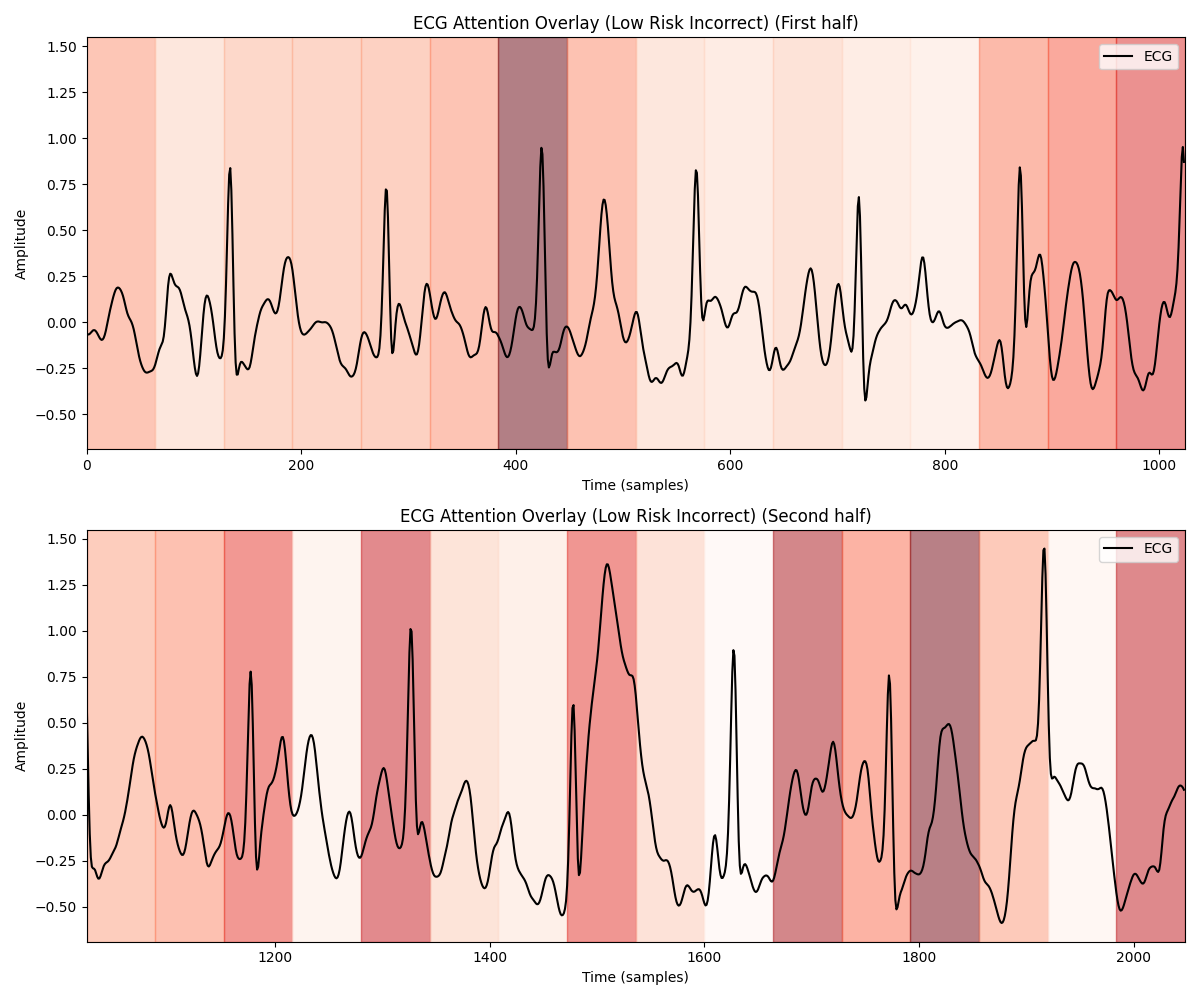 ECG Attention Overlay (Low Risk Incorrect) (First half)
1.50
1.25
1.00
0.75
0.50
0.25
0.00
−0.25
−0.50
Amplitude
ECG
0 200 400 600 800 1000
Time (samples)
ECG Attention Overlay (Low Risk Incorrect) (Second half)
1.50
1.25
1.00
0.75
0.50
0.25
0.00
−0.25
−0.50
Amplitude
ECG
1200 1400 1600 1800 2000
Time (samples)